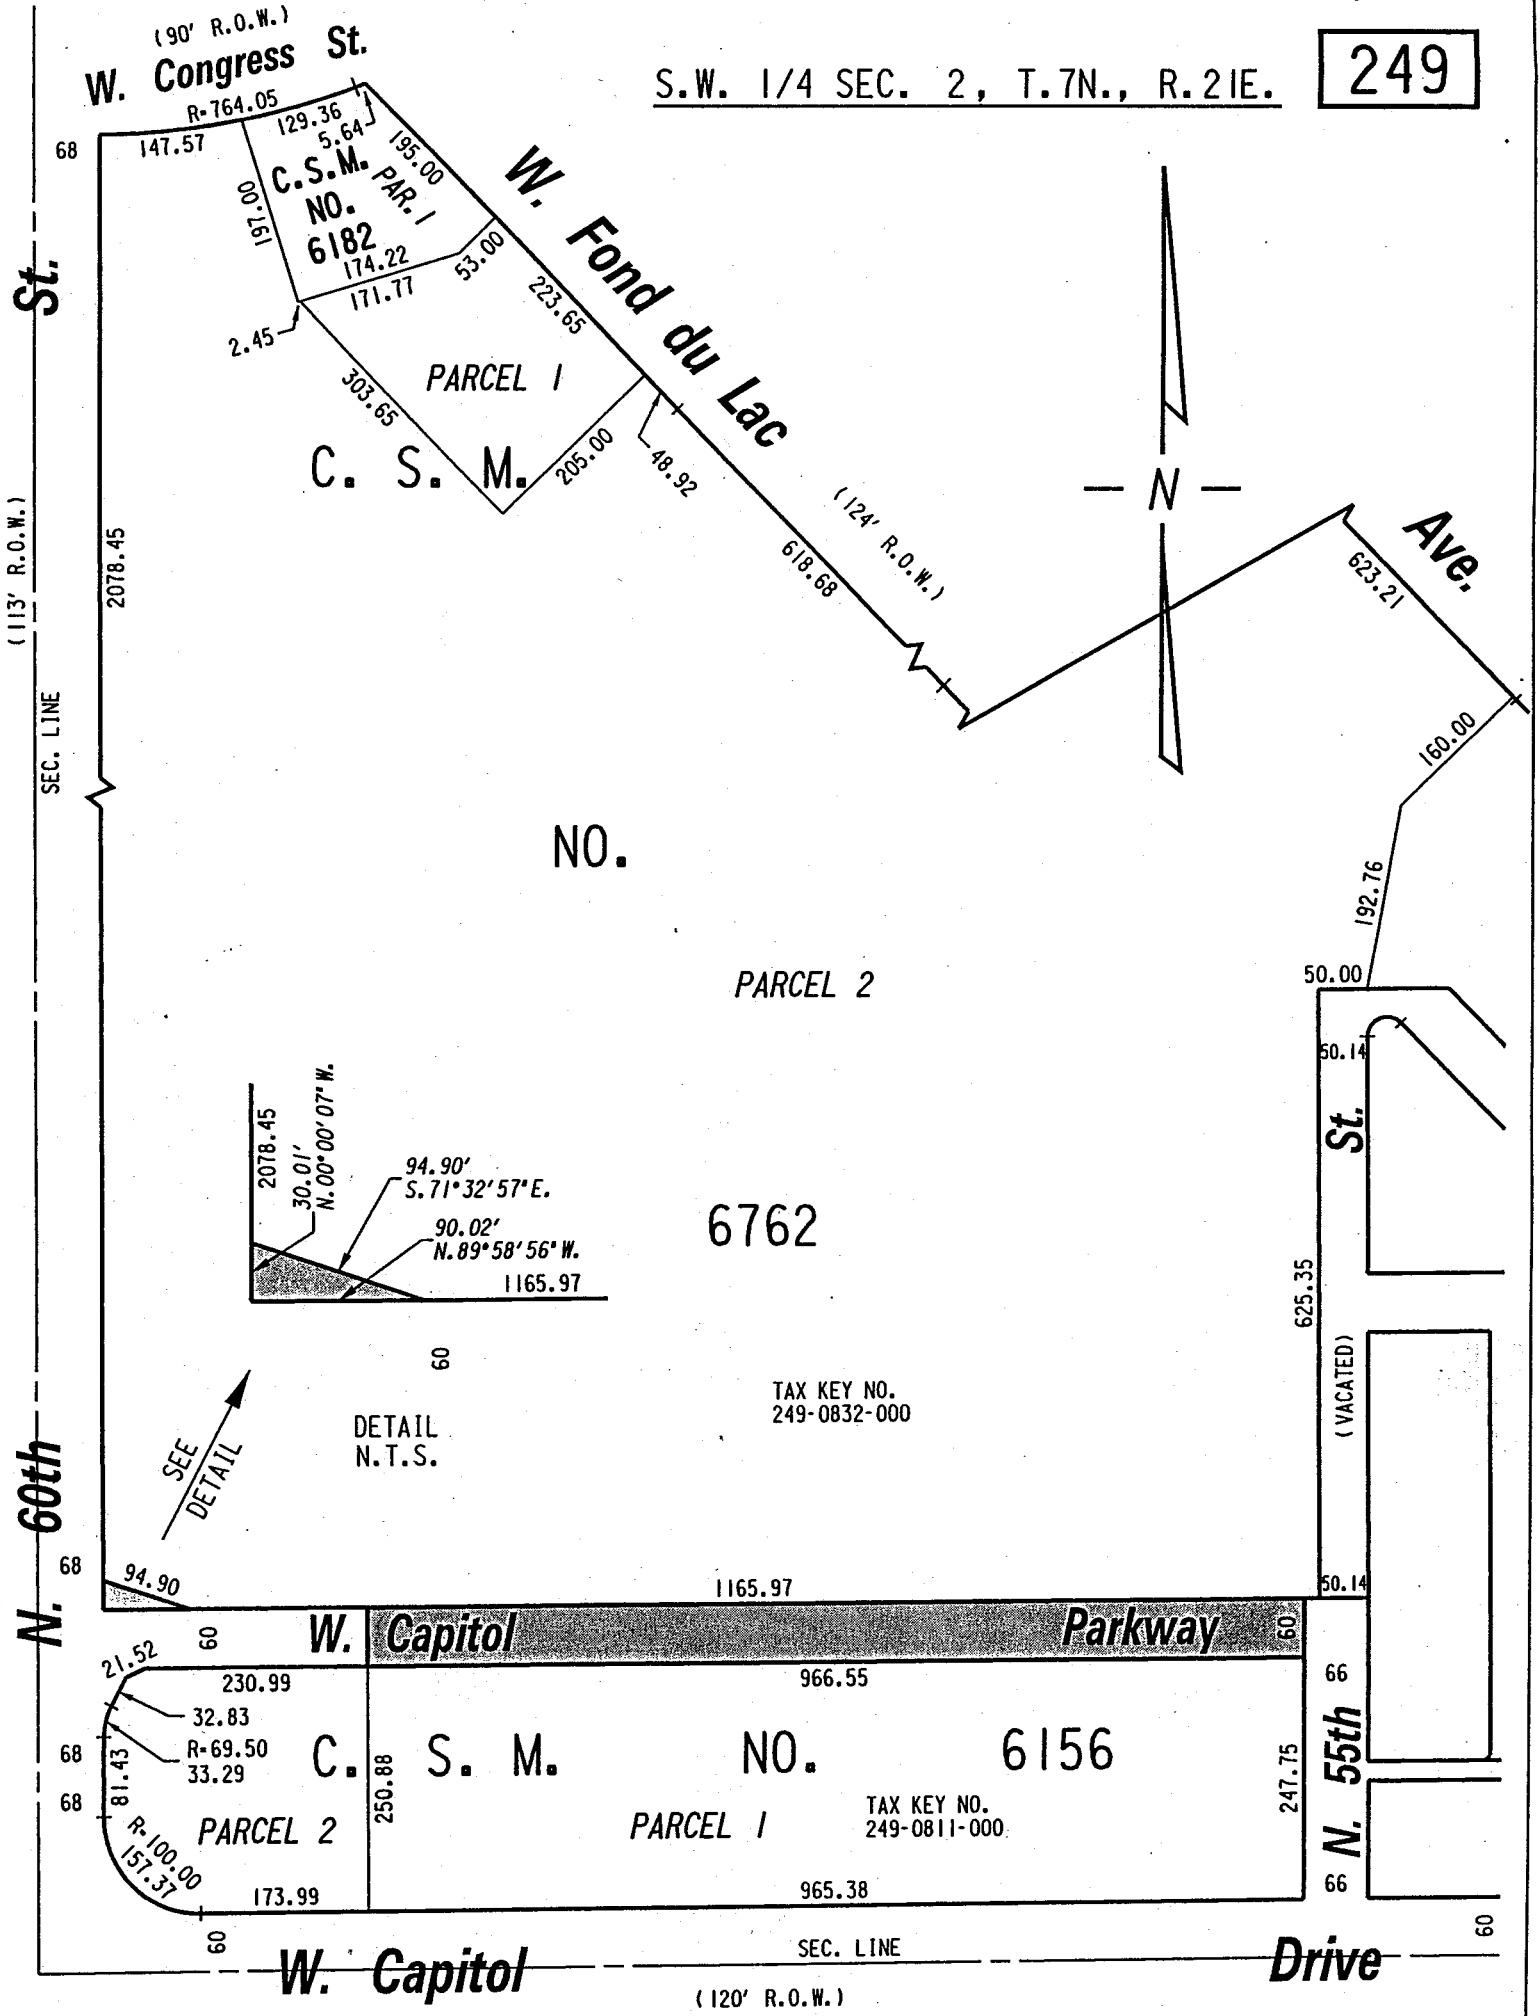 (90' R.O.W.)
W. Congress St.
S.W. 1/4 SEC. 2, T.7N., R.21E.
249
R-764.05
68
147.57
129.36
5.64
195.00
C.S.M.
NO.
6182
PAR. 1
197.00
174.22
171.77
53.00
2.45
W. Fond du Lac
Ave.
223.65
PARCEL 1
303.65
205.00
48.92
C. S. M.
(124' R.O.W.)
618.68
N
623.21
St.
(113' R.O.W.)
2078.45
SEC. LINE
160.00
NO.
192.76
PARCEL 2
50.00
50.14
St.
2078.45
30.01'
N.00°00'07"W.
94.90'
S.71°32'57"E.
90.02'
N.89°58'56"W.
1165.97
60
6762
625.35
(VACATED)
TAX KEY NO.
249-0832-000
DETAIL
N.T.S.
SEE
DETAIL
N. 60th
68
94.90
1165.97
50.14
60
W. Capitol Parkway
60
21.52
230.99
966.55
66
32.83
R-69.50
33.29
68
81.43
68
C. S. M. NO. 6156
250.88
247.75
N. 55th
TAX KEY NO.
249-0811-000
PARCEL 2
PARCEL 1
R-100.00
157.37
173.99
965.38
66
60
60
SEC. LINE
W. Capitol Drive
(120' R.O.W.)